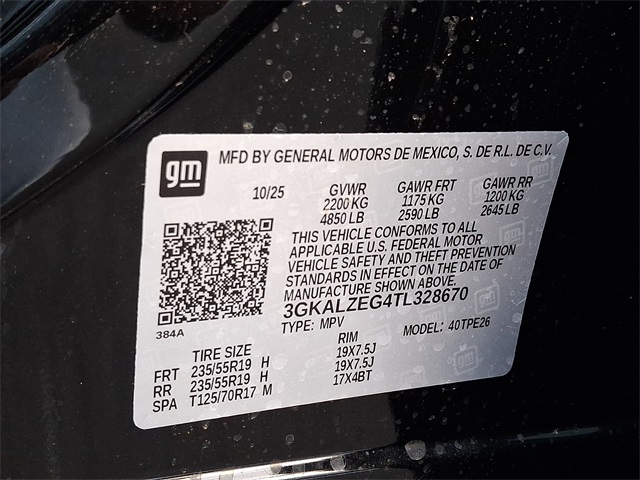 gm
MFD BY GENERAL MOTORS DE MEXICO, S. DE R.L. DE C.V.
10/25 GVWR GAWR FRT GAWR RR
2200 KG 1175 KG 1200 KG
4850 LB 2590 LB 2645 LB
THIS VEHICLE CONFORMS TO ALL
APPLICABLE U.S. FEDERAL MOTOR
VEHICLE SAFETY AND THEFT PREVENTION
STANDARDS IN EFFECT ON THE DATE OF
MANUFACTURE SHOWN ABOVE.
3GKALZEG4TL328670
384A
TYPE: MPV MODEL: 40TPE26
TIRE SIZE RIM
FRT 235/55R19 H 19X7.5J
RR 235/55R19 H 19X7.5J
SPA T125/70R17 M 17X4BT